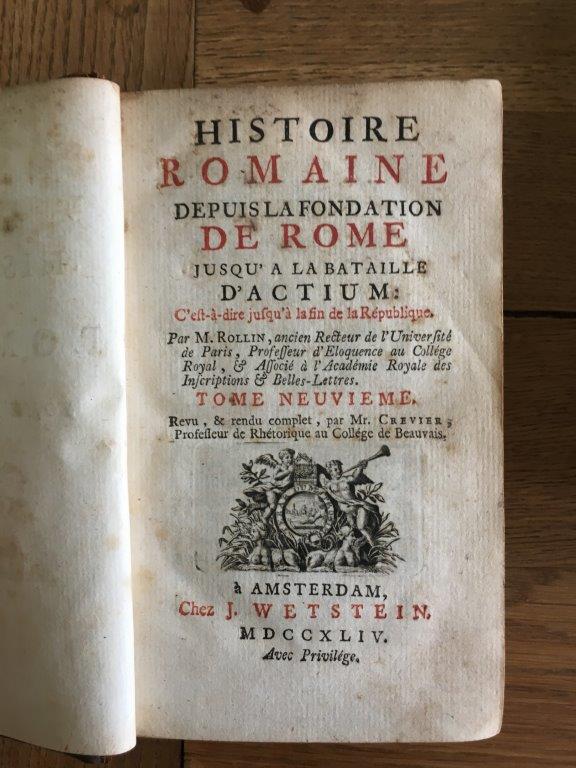 HISTOIRE
ROMAINE
DEPUIS LA FONDATION
DE ROME
JUSQU' A LA BATAILLE
D'ACTIUM:
C'eſt-à-dire juſqu'à la fin de la République.
Par M. ROLLIN, ancien Recteur de l'Univerſité
de Paris, Profeſſeur d'Eloquence au Collége
Royal, & Aſſocié à l'Académie Royale des
Inſcriptions & Belles-Lettres.
TOME NEUVIEME.
Revu, & rendu complet, par Mr. CREVIER,
Profeſſeur de Rhétorique au Collége de Beauvais.
à AMSTERDAM,
Chez J. WETSTEIN.
MDCCXLIV.
Avec Privilége.